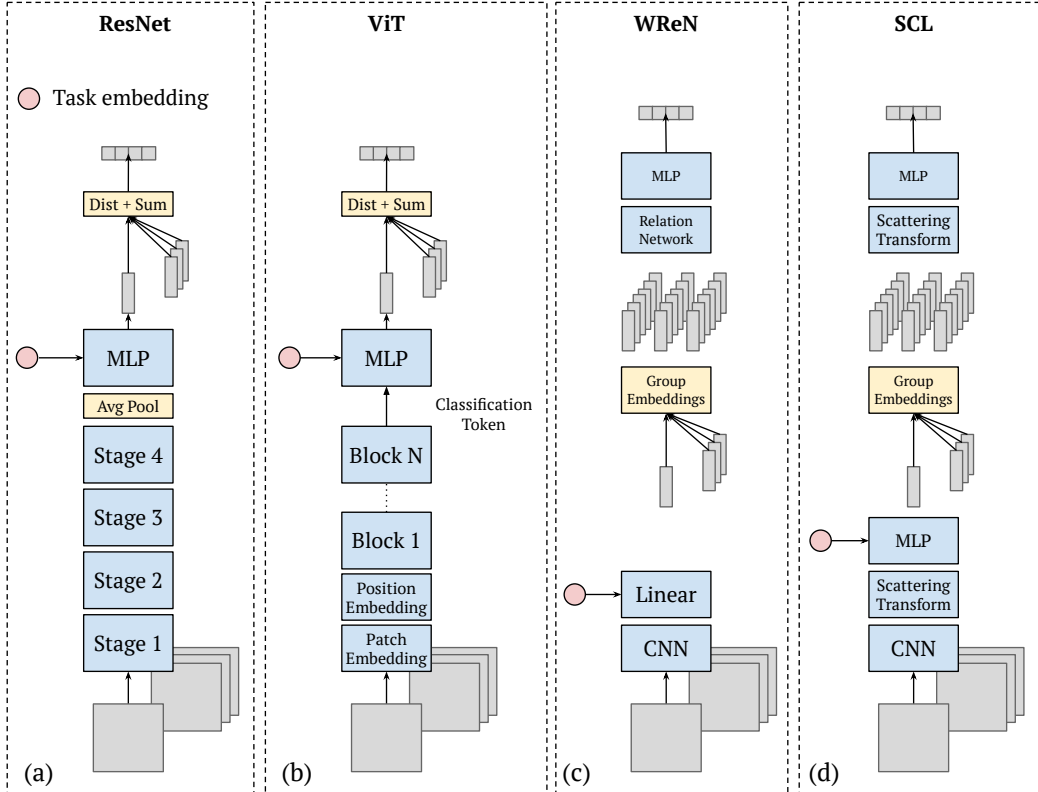 ResNet
Task embedding
Dist + Sum
MLP
Avg Pool
Stage 4
Stage 3
Stage 2
Stage 1
(a)
ViT
Dist + Sum
MLP
Classification
Token
Block N
Block 1
Position
Embedding
Patch
Embedding
(b)
WReN
MLP
Relation
Network
Group
Embeddings
Linear
CNN
(c)
SCL
MLP
Scattering
Transform
Group
Embeddings
MLP
Scattering
Transform
CNN
(d)